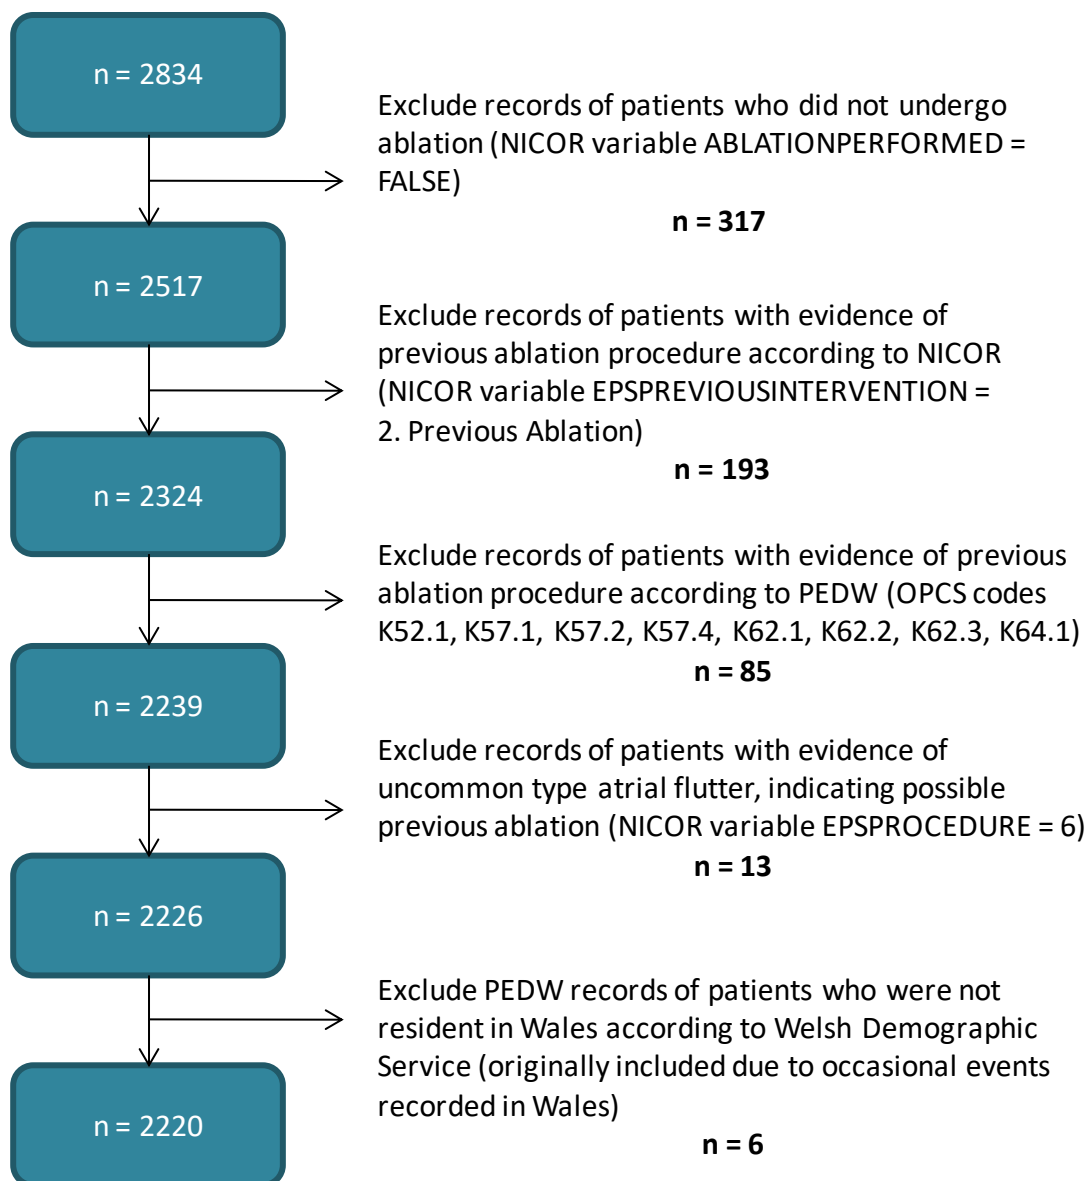 n = 2834
Exclude records of patients who did not undergo
ablation (NICOR variable ABLATIONPERFORMED =
FALSE)
n = 317
n = 2517
Exclude records of patients with evidence of
previous ablation procedure according to NICOR
(NICOR variable EPSPREVIOUSINTERVENTION =
2. Previous Ablation)
n = 193
n = 2324
Exclude records of patients with evidence of previous
ablation procedure according to PEDW (OPCS codes
K52.1, K57.1, K57.2, K57.4, K62.1, K62.2, K62.3, K64.1)
n = 85
n = 2239
Exclude records of patients with evidence of
uncommon type atrial flutter, indicating possible
previous ablation (NICOR variable EPSPROCEDURE = 6)
n = 13
n = 2226
Exclude PEDW records of patients who were not
resident in Wales according to Welsh Demographic
Service (originally included due to occasional events
recorded in Wales)
n = 6
n = 2220